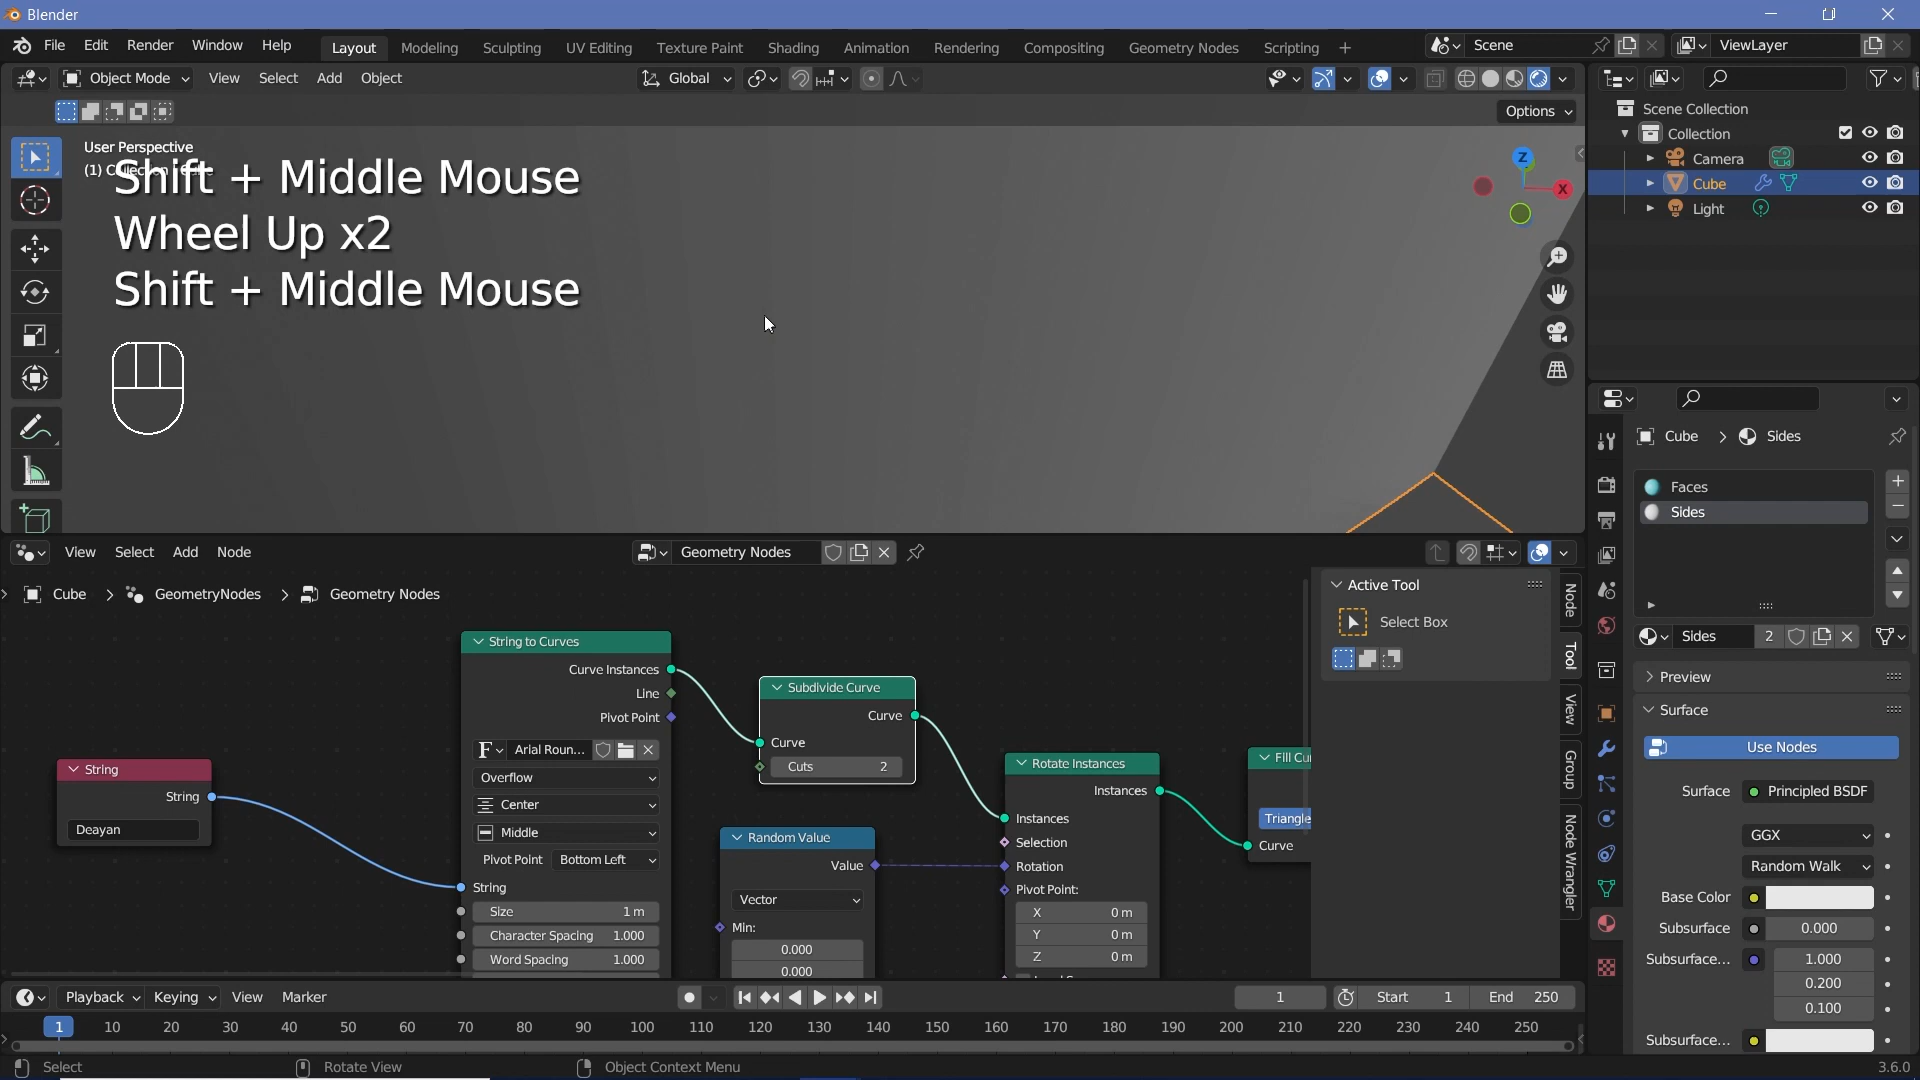 Blender
File Edit Render Window Help
Layout Modeling Sculpting UV Editing Texture Paint Shading Animation Rendering Compositing Geometry Nodes Scripting +
Scene
ViewLayer
Object Mode View Select Add Object
Global
Options
User Perspective
Shift + Middle Mouse
Wheel Up x2
Shift + Middle Mouse
Z
X
Scene Collection
Collection
Camera
Cube
Light
Cube > Sides
Faces
Sides
Sides 2
Preview
Surface
Use Nodes
Surface Principled BSDF
GGX
Random Walk
Base Color
Subsurface 0.000
Subsurface... 1.000
0.200
0.100
Subsurface...
View Select Add Node
Geometry Nodes
Cube > GeometryNodes > Geometry Nodes
String
String
Deayan
String to Curves
Curve Instances
Line
Pivot Point
Arial Roun...
Overflow
Center
Middle
Pivot Point Bottom Left
String
Size 1 m
Character Spacing 1.000
Word Spacing 1.000
Subdivide Curve
Curve
Curve
Cuts 2
Random Value
Value
Vector
Min:
0.000
0.000
Rotate Instances
Instances
Instances
Selection
Rotation
Pivot Point:
X 0 m
Y 0 m
Z 0 m
Fill Cu
Triangle
Curve
Active Tool
Select Box
Node
Tool
View
Group
Node Wrangler
Playback Keying View Marker
1
Start 1
End 250
1 10 20 30 40 50 60 70 80 90 100 110 120 130 140 150 160 170 180 190 200 210 220 230 240 250
Select
Rotate View
Object Context Menu
3.6.0